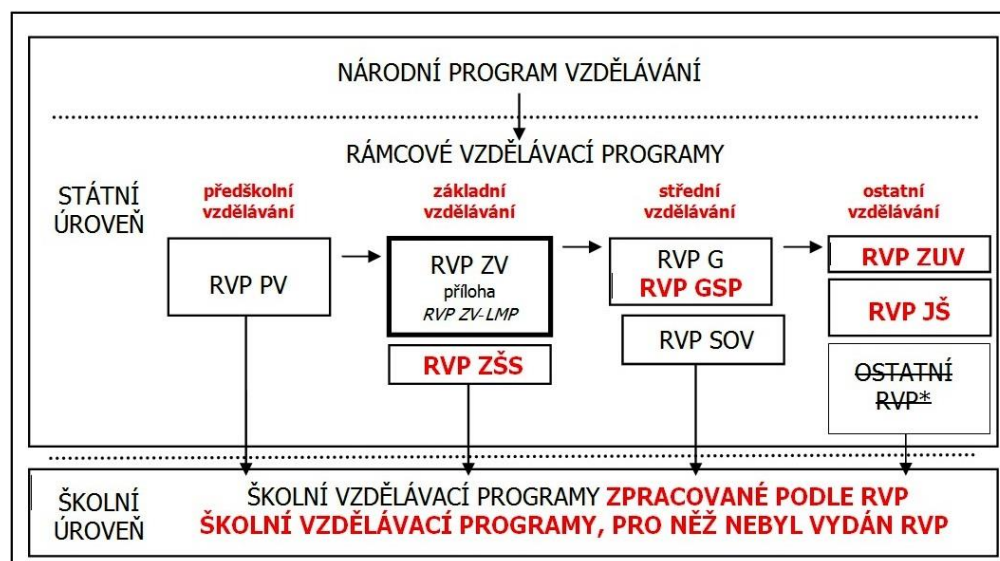 NÁRODNÍ PROGRAM VZDĚLÁVÁNÍ
RÁMCOVÉ VZDĚLÁVACÍ PROGRAMY
STÁTNÍ
ÚROVEŇ
předškolní
vzdělávání
základní
vzdělávání
střední
vzdělávání
ostatní
vzdělávání
RVP PV
RVP ZV
příloha
RVP ZV-LMP
RVP ZŠS
RVP G
RVP GSP
RVP SOV
RVP ZUV
RVP JŠ
OSTATNÍ
RVP*
ŠKOLNÍ
ÚROVEŇ
ŠKOLNÍ VZDĚLÁVACÍ PROGRAMY ZPRACOVANÉ PODLE RVP
ŠKOLNÍ VZDĚLÁVACÍ PROGRAMY, PRO NĚŽ NEBYL VYDÁN RVP